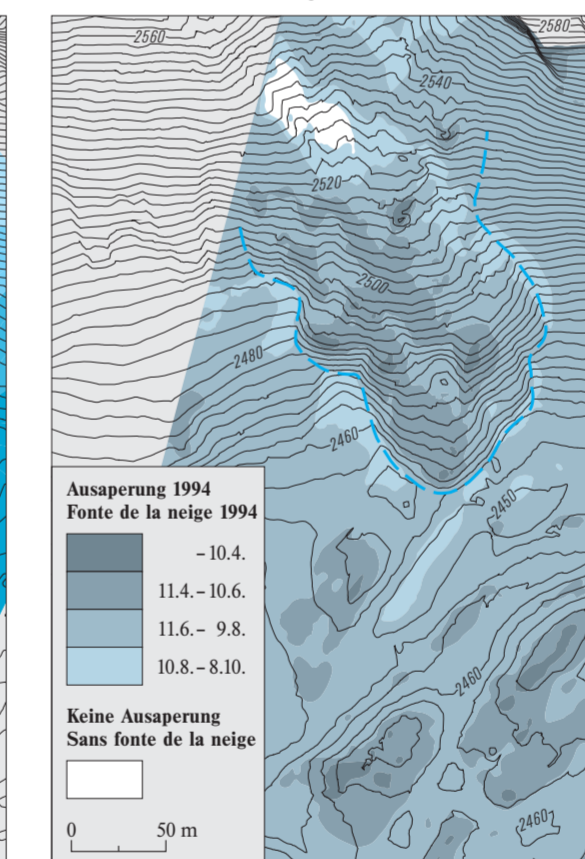 2560
2580
2540
2520
2500
2480
2460
2450
2460
2460
Ausaperung 1994
Fonte de la neige 1994
– 10.4.
11.4. – 10.6.
11.6. – 9.8.
10.8. – 8.10.
Keine Ausaperung
Sans fonte de la neige
0 50 m